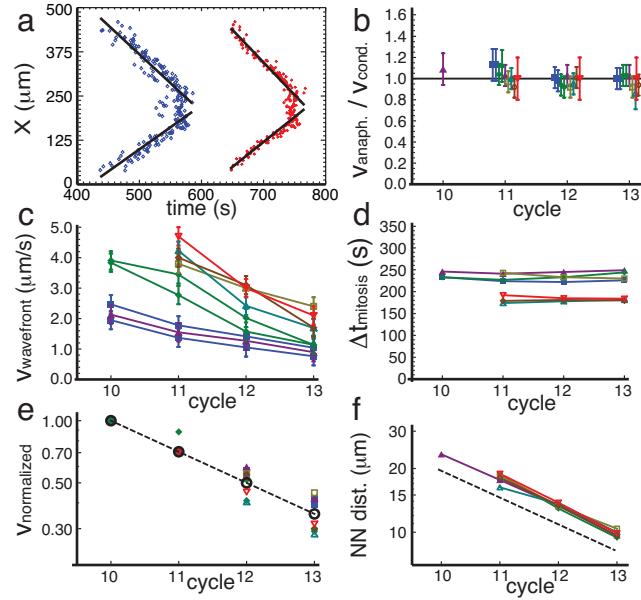 a
X (μm)
500
375
250
125
0
400 500 600 700 800
time (s)
b
Vanaph. / Vcond.
1.6
1.4
1.2
1.0
0.8
0.6
0.4
0.2
0.0
10 11 12 13
cycle
c
Vwavefront (μm/s)
5.0
4.0
3.0
2.0
1.0
0
10 11 12 13
cycle
d
Δtmitosis (s)
350
300
250
200
150
100
50
0
10 11 12 13
cycle
e
Vnormalized
1.00
0.70
0.50
0.30
10 11 12 13
cycle
f
NN dist. (μm)
30
20
15
10
10 11 12 13
cycle